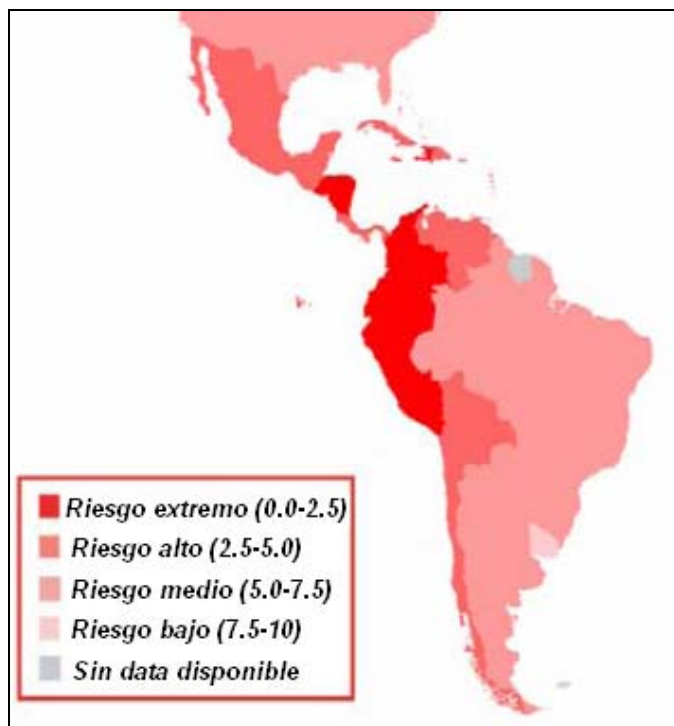 Riesgo extremo (0.0-2.5)
Riesgo alto (2.5-5.0)
Riesgo medio (5.0-7.5)
Riesgo bajo (7.5-10)
Sin data disponible